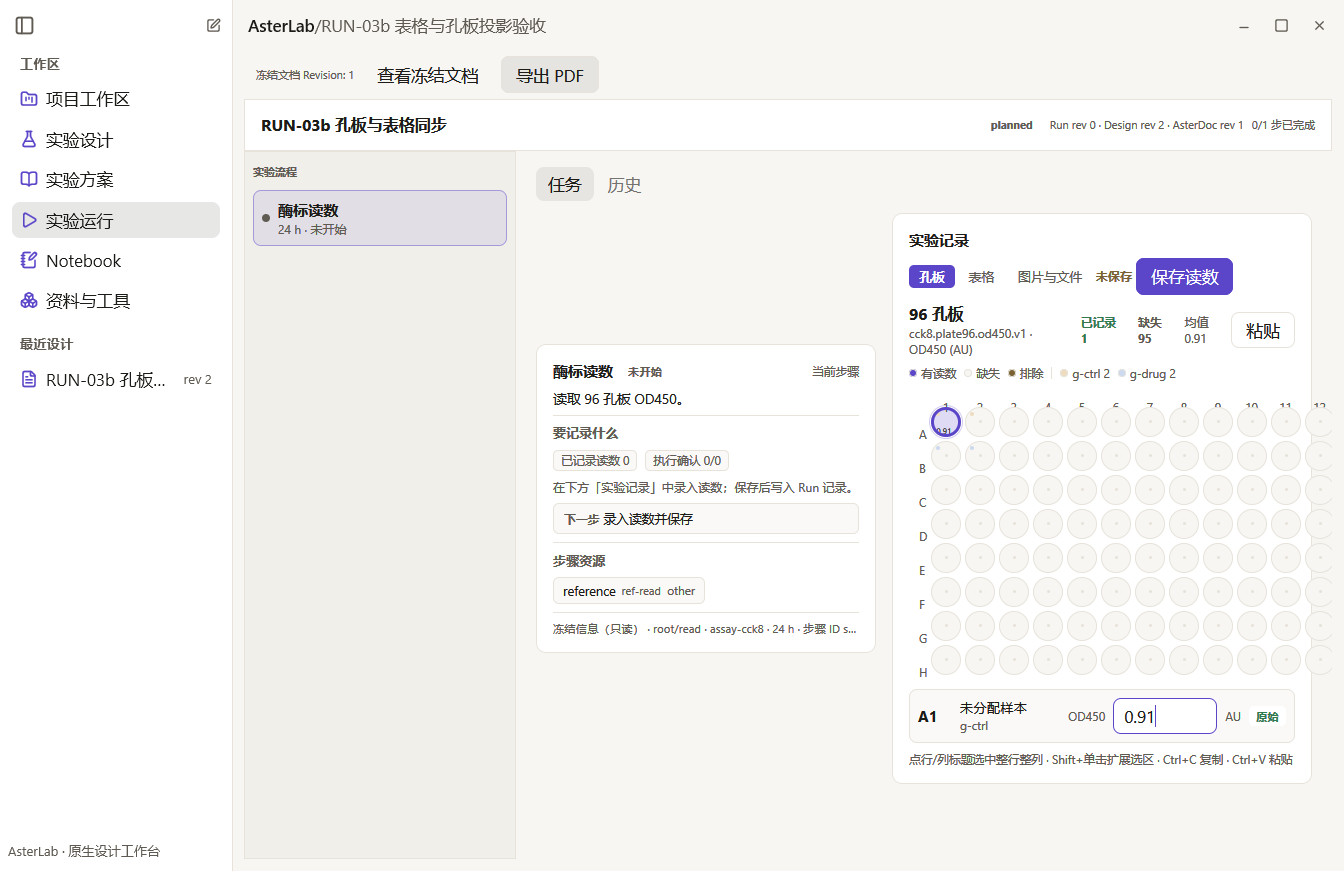 AsterLab/RUN-03b 表格与孔板投影验收
工作区
项目工作区
实验设计
实验方案
实验运行
Notebook
资料与工具
最近设计
RUN-03b 孔板... rev 2
AsterLab · 原生设计工作台
冻结文档 Revision: 1 查看冻结文档 导出 PDF
RUN-03b 孔板与表格同步
planned Run rev 0 · Design rev 2 · AsterDoc rev 1 0/1 步已完成
实验流程
酶标读数
24 h · 未开始
任务 历史
酶标读数 未开始 当前步骤
读取 96 孔板 OD450。
要记录什么
已记录读数 0 执行确认 0/0
在下方「实验记录」中录入读数；保存后写入 Run 记录。
下一步 录入读数并保存
步骤资源
reference ref-read other
冻结信息（只读） · root/read · assay-cck8 · 24 h · 步骤 ID s...
实验记录
孔板 表格 图片与文件 未保存 保存读数
96 孔板
cck8.plate96.od450.v1 ·
OD450 (AU)
已记录 缺失 均值
1 95 0.91
粘贴
有读数 缺失 排除 g-ctrl 2 g-drug 2
1 2 3 4 5 6 7 8 9 10 11 12
A 0.91
B
C
D
E
F
G
H
A1 未分配样本 OD450 0.91 AU 原始
g-ctrl
点行/列标题选中整行整列 · Shift+单击扩展选区 · Ctrl+C 复制 · Ctrl+V 粘贴